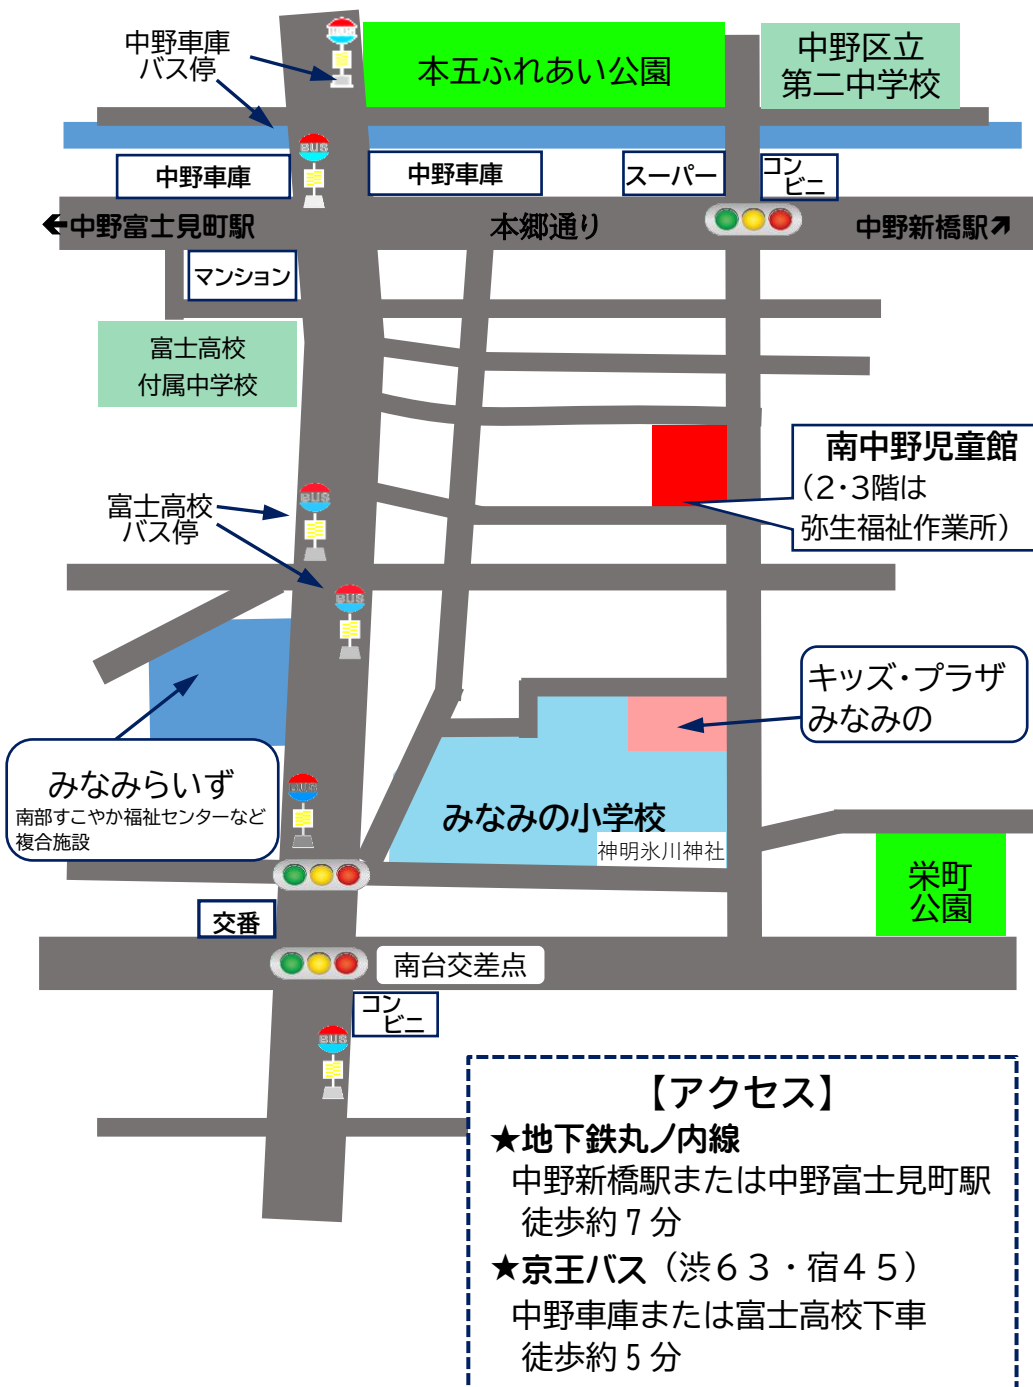 中野車庫
バス停
本五ふれあい公園
中野区立
第二中学校
BUS
BUS
中野車庫
中野車庫
スーパー
コン
ビニ
←中野富士見町駅
本郷通り
中野新橋駅↗
マンション
富士高校
付属中学校
南中野児童館
(2・3階は
弥生福祉作業所)
BUS
富士高校
バス停
BUS
キッズ・プラザ
みなみの
みなみらいず
南部すこやか福祉センターなど
複合施設
BUS
みなみの小学校
神明氷川神社
栄町
公園
交番
南台交差点
コン
ビニ
BUS
【アクセス】
★地下鉄丸ノ内線
中野新橋駅または中野富士見町駅
徒歩約7分
★京王バス(渋63・宿45)
中野車庫または富士高校下車
徒歩約5分